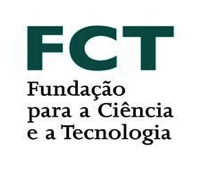 FCT
Fundação
para a Ciência
e a Tecnologia